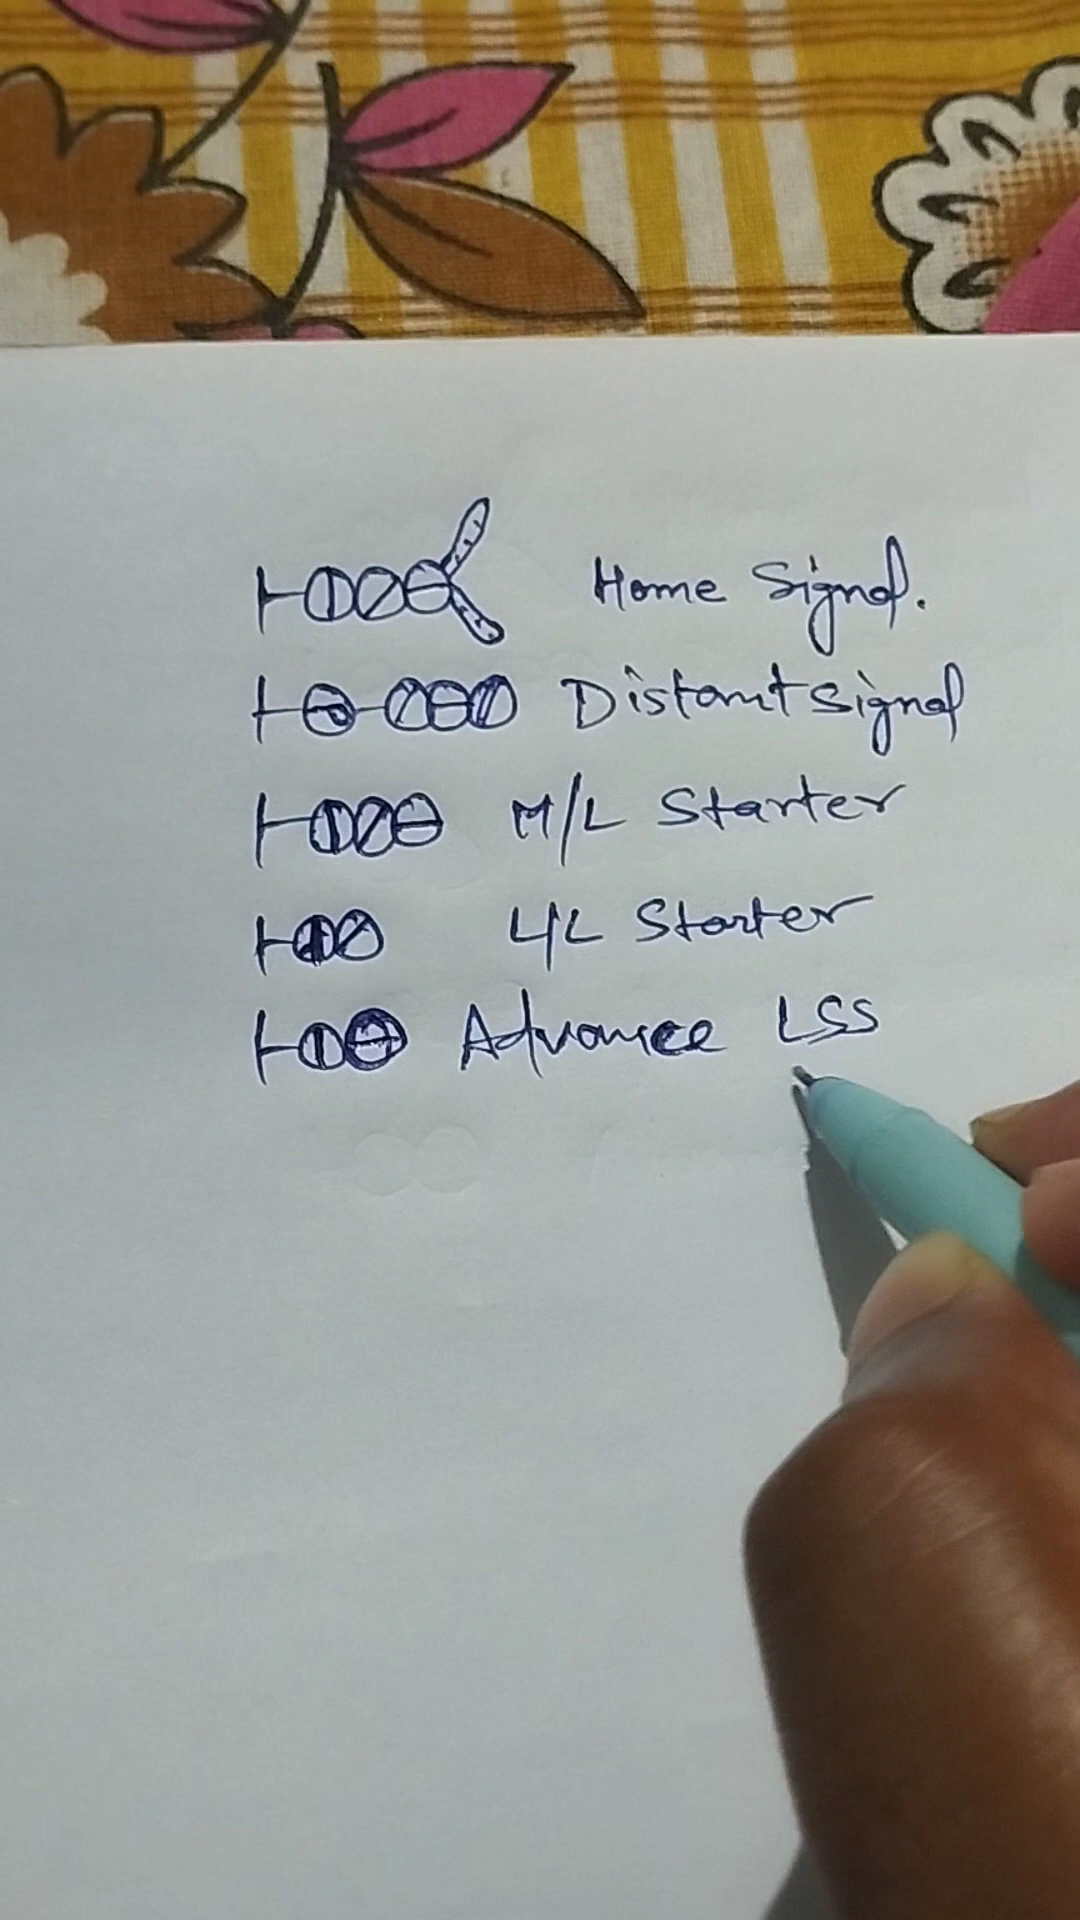 Home Signal.
Distant Signal
M/L Starter
L/L Starter
Advance LSS